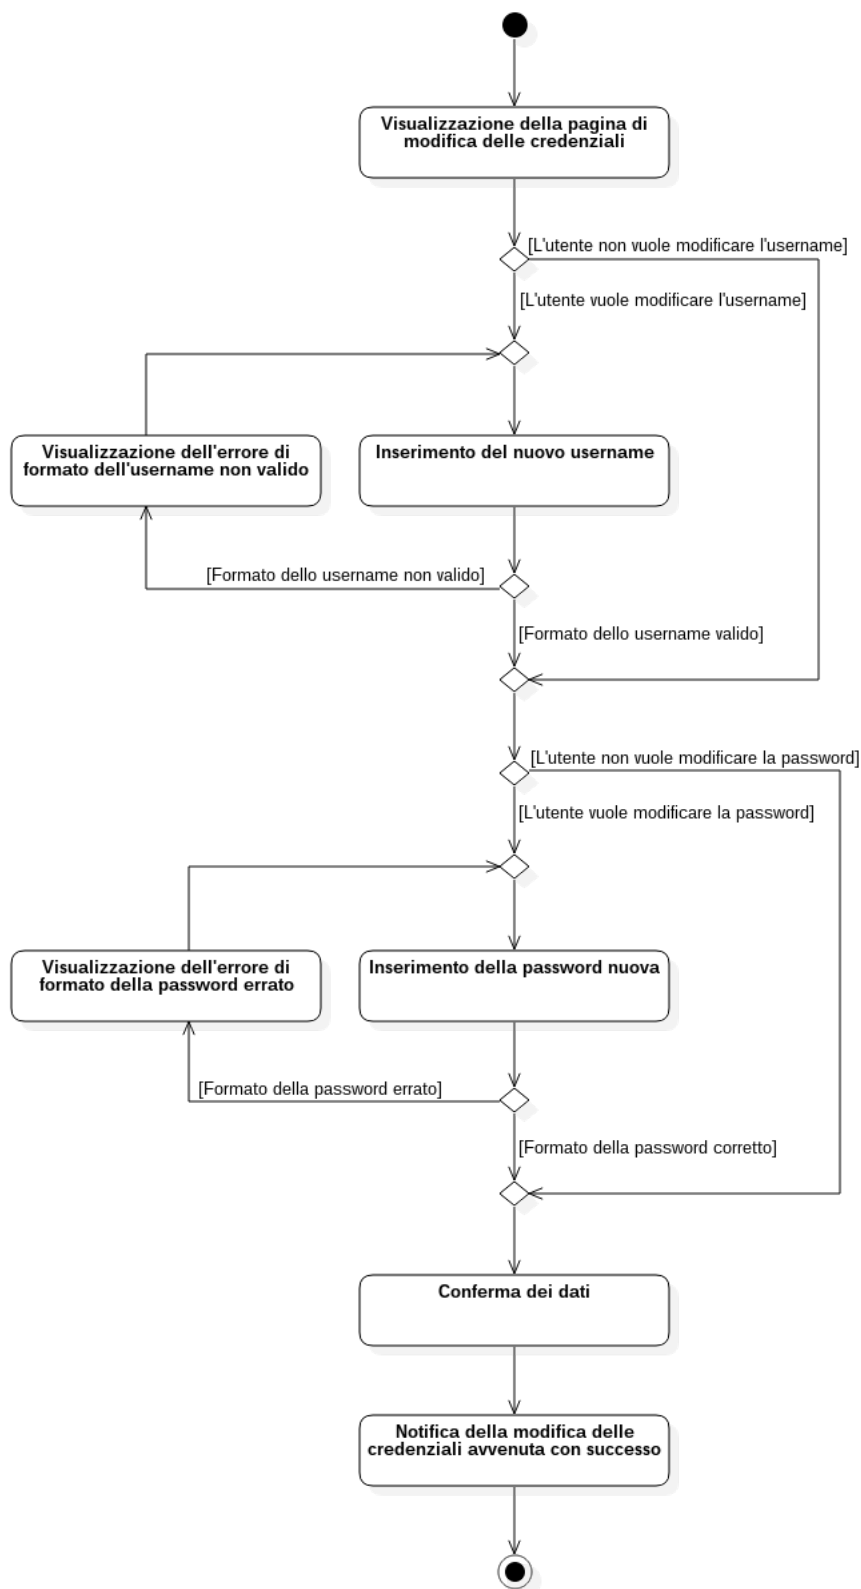 Visualizzazione della pagina di
modifica delle credenziali
[L'utente non vuole modificare l'username]
[L'utente vuole modificare l'username]
Visualizzazione dell'errore di
formato dell'username non valido
Inserimento del nuovo username
[Formato dello username non valido]
[Formato dello username valido]
[L'utente non vuole modificare la password]
[L'utente vuole modificare la password]
Visualizzazione dell'errore di
formato della password errato
Inserimento della password nuova
[Formato della password errato]
[Formato della password corretto]
Conferma dei dati
Notifica della modifica delle
credenziali avvenuta con successo